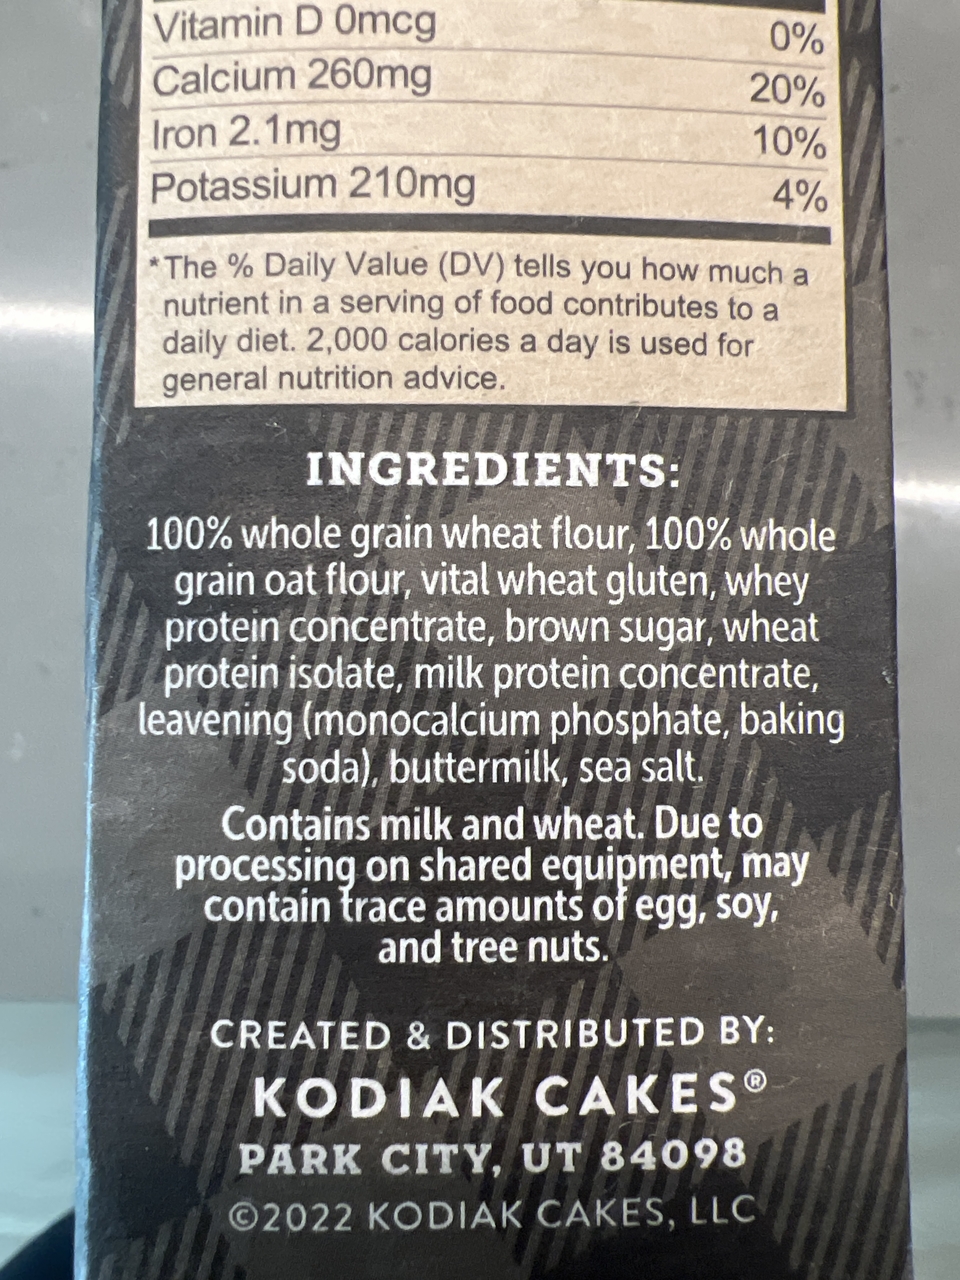 Vitamin D 0mcg 0%
Calcium 260mg 20%
Iron 2.1mg 10%
Potassium 210mg 4%
*The % Daily Value (DV) tells you how much a
nutrient in a serving of food contributes to a
daily diet. 2,000 calories a day is used for
general nutrition advice.
INGREDIENTS:
100% whole grain wheat flour, 100% whole
grain oat flour, vital wheat gluten, whey
protein concentrate, brown sugar, wheat
protein isolate, milk protein concentrate,
leavening (monocalcium phosphate, baking
soda), buttermilk, sea salt.
Contains milk and wheat. Due to
processing on shared equipment, may
contain trace amounts of egg, soy,
and tree nuts.
CREATED & DISTRIBUTED BY:
KODIAK CAKES®
PARK CITY, UT 84098
©2022 KODIAK CAKES, LLC